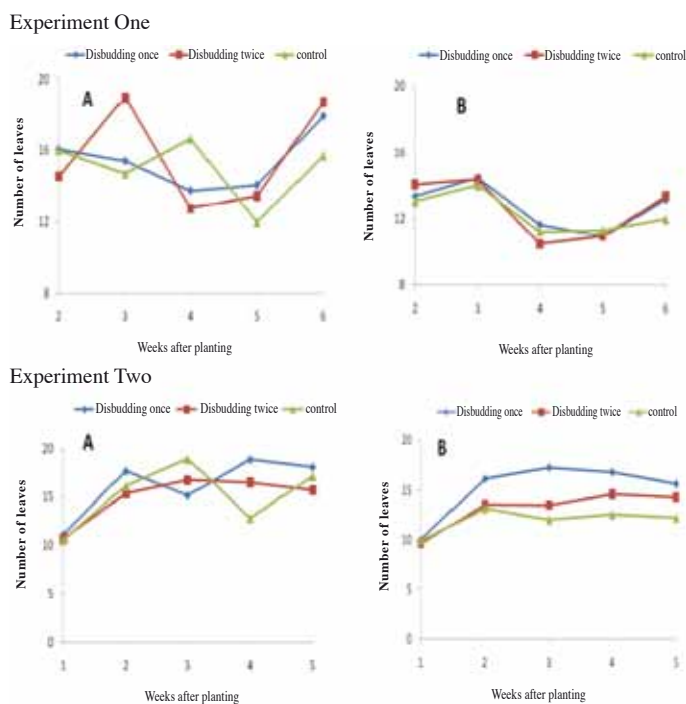 Experiment One
Disbudding once Disbudding twice control
A
Number of leaves
20
16
12
8
2 3 4 5 6
Weeks after planting
Disbudding once Disbudding twice control
B
Number of leaves
20
16
12
8
2 3 4 5 6
Weeks after planting
Experiment Two
Disbudding once Disbudding twice control
A
Number of leaves
20
15
10
5
0
1 2 3 4 5
Weeks after planting
Disbudding once Disbudding twice control
B
Number of leaves
20
15
10
5
0
1 2 3 4 5
Weeks after planting